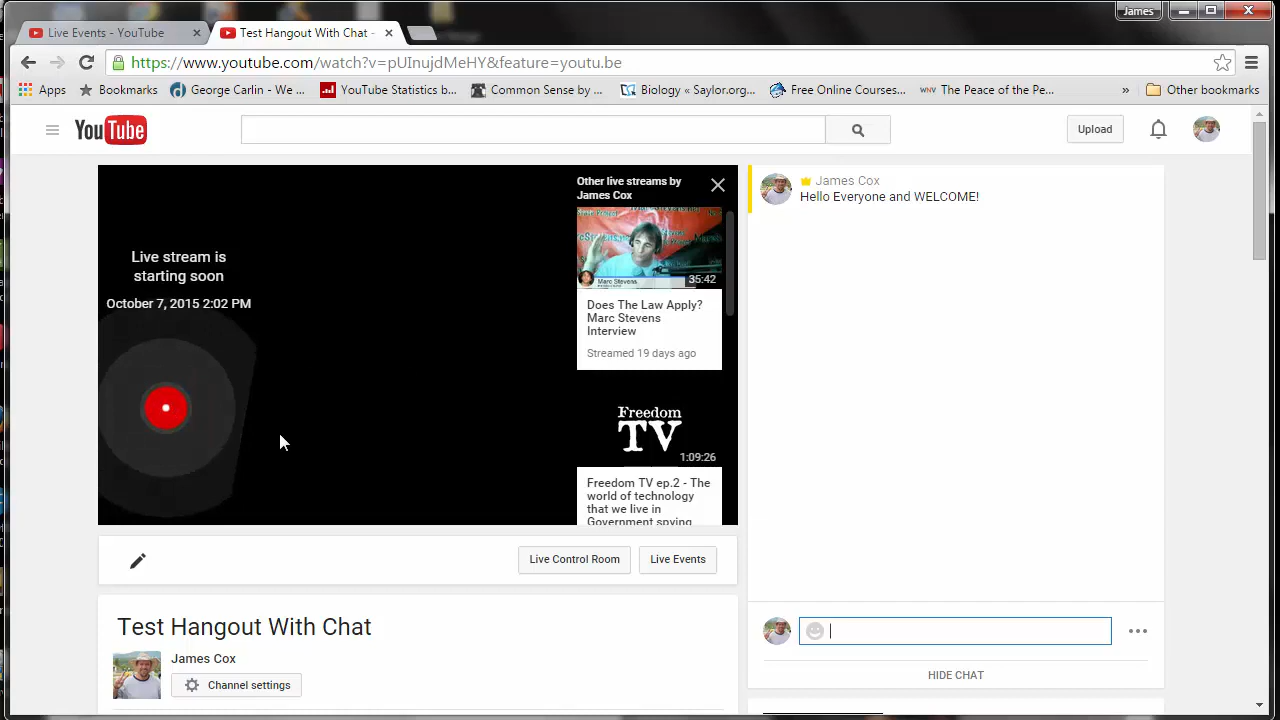 James
Live Events - YouTube
Test Hangout With Chat -
https://www.youtube.com/watch?v=pUInujdMeHY&feature=youtu.be
Apps
Bookmarks
George Carlin - We ...
YouTube Statistics b...
Common Sense by ...
Biology « Saylor.org...
Free Online Courses...
WNV
The Peace of the Pe...
»
Other bookmarks
YouTube
Upload
Live stream is
starting soon
October 7, 2015 2:02 PM
Other live streams by
James Cox
Marc Stevens
35:42
Does The Law Apply?
Marc Stevens
Interview
Streamed 19 days ago
Freedom
TV
1:09:26
Freedom TV ep.2 - The
world of technology
that we live in
Government spying
James Cox
Hello Everyone and WELCOME!
HIDE CHAT
Live Control Room
Live Events
Test Hangout With Chat
James Cox
Channel settings